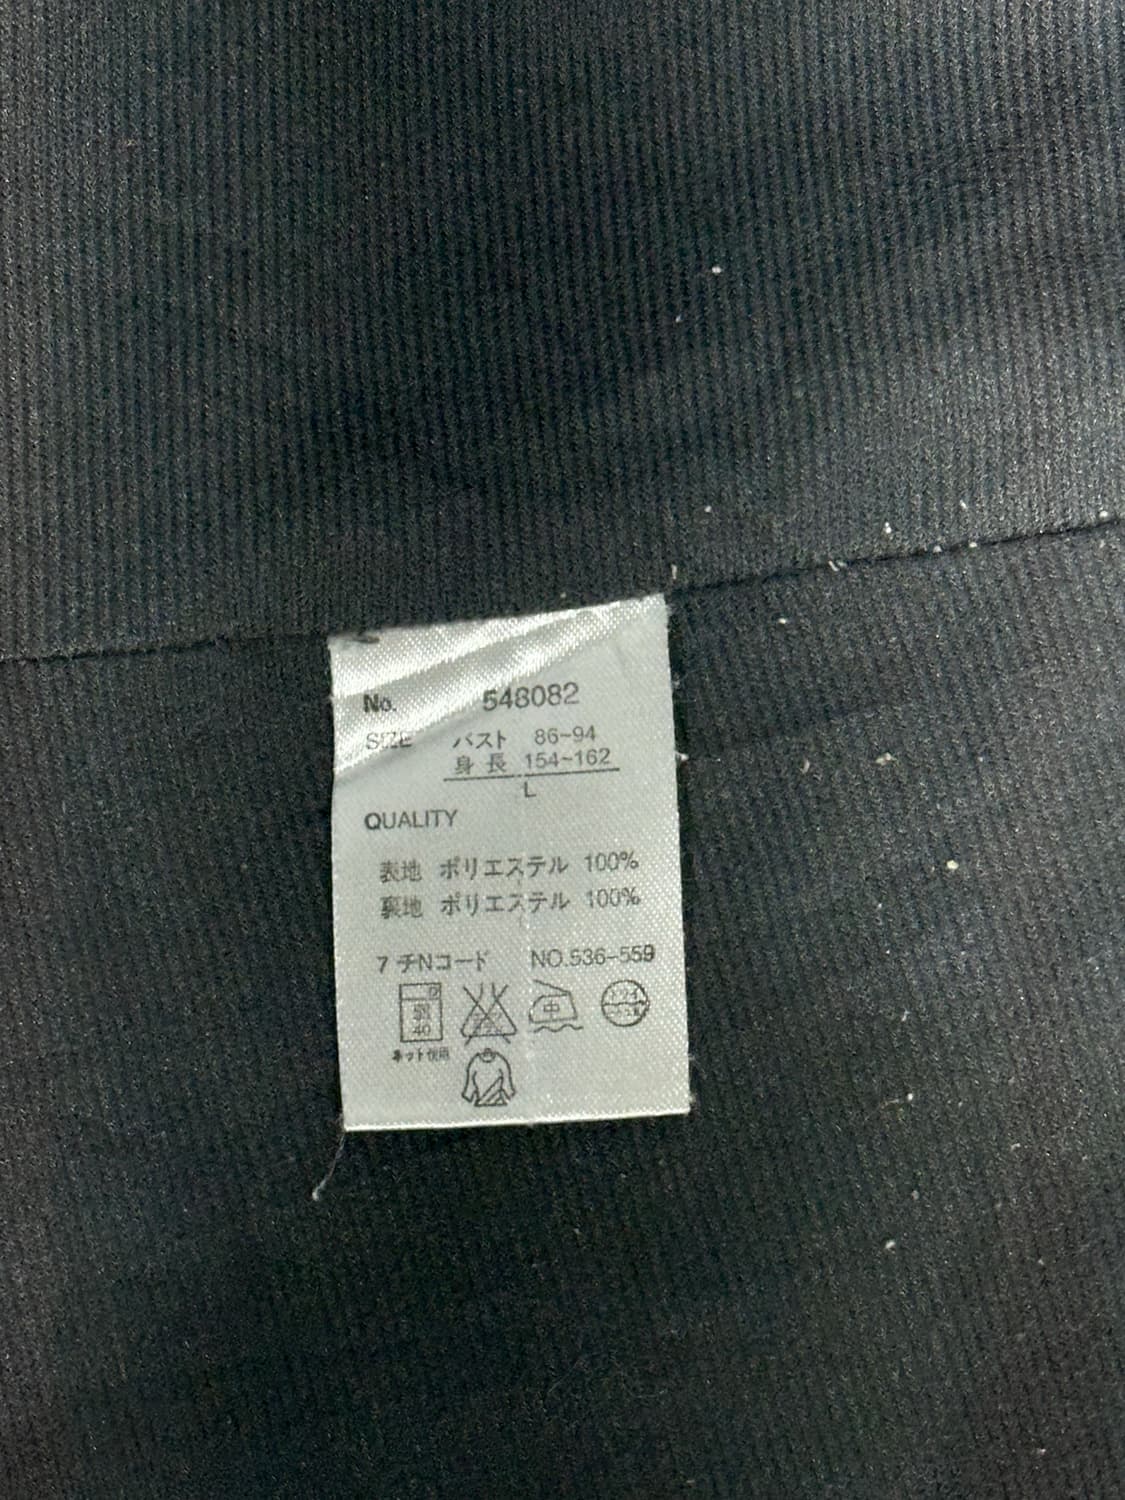 No. 548082
SIZE バスト 86~94
身長 154~162
L
QUALITY
表地 ポリエステル 100%
裏地 ポリエステル 100%
7 チNコード NO.536-559
弱
40
中
ネット使用